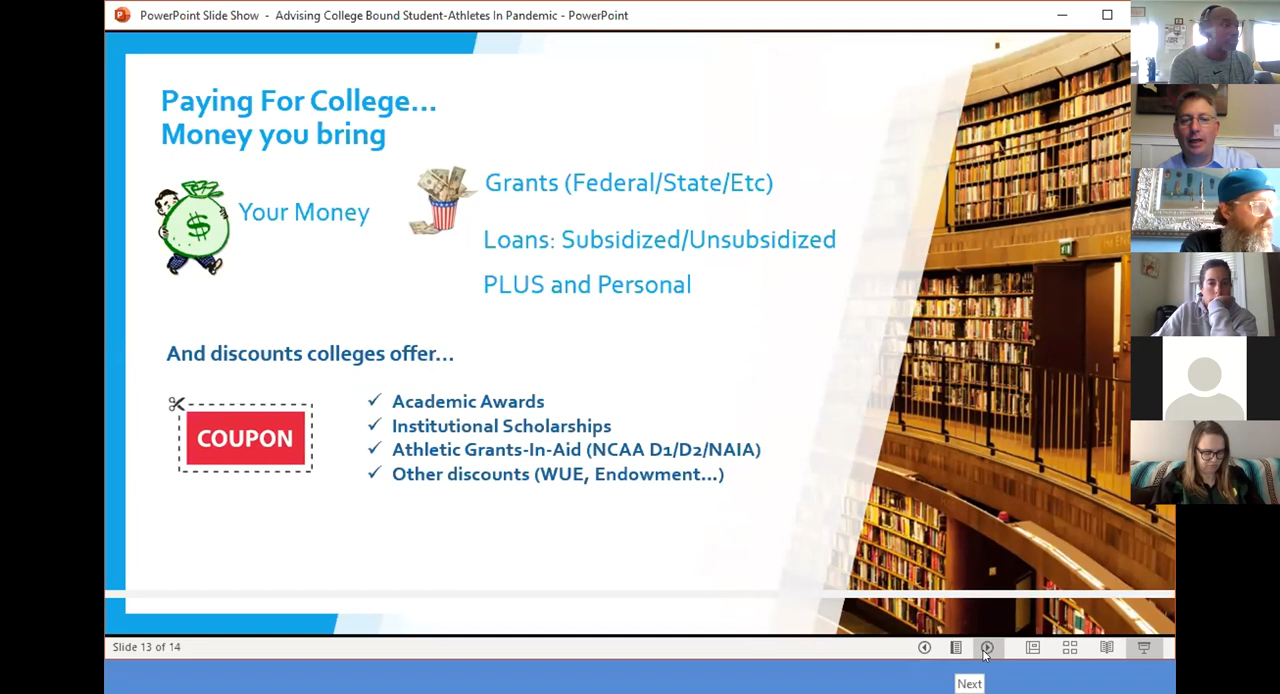 PowerPoint Slide Show - Advising College Bound Student-Athletes In Pandemic - PowerPoint
Paying For College...
Money you bring
$
Your Money
Grants (Federal/State/Etc)
Loans: Subsidized/Unsubsidized
PLUS and Personal
And discounts colleges offer...
COUPON
✓ Academic Awards
✓ Institutional Scholarships
✓ Athletic Grants-In-Aid (NCAA D1/D2/NAIA)
✓ Other discounts (WUE, Endowment...)
Slide 13 of 14
Next